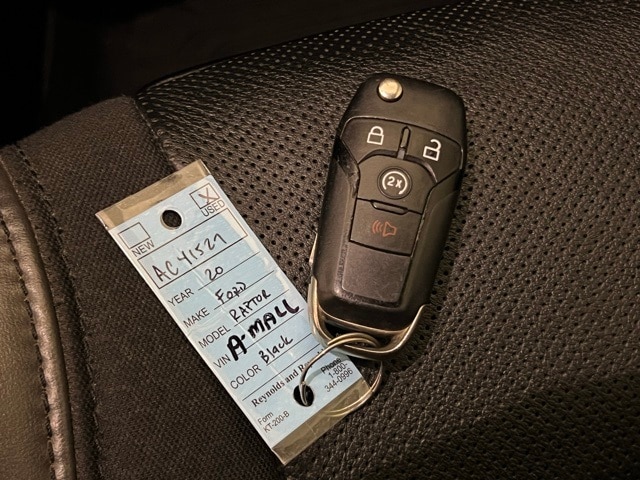 X
NEW USED
AC41527
YEAR 20
MAKE FORD
MODEL RAPTOR
VIN A-MALL
COLOR Black
Reynolds and R
Phone
1-800-
344-0996
Form
KT-200-B
2x